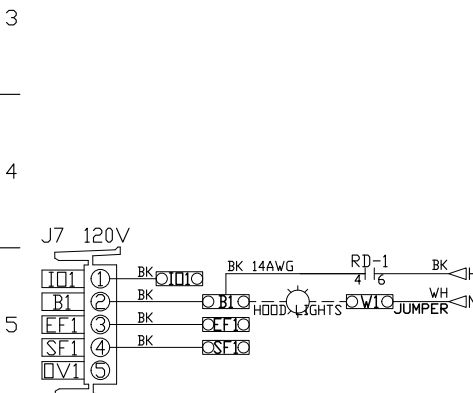 3
4
J7 120V
IO1 1 BK IO1
BK 14AWG RD-1 BK H
4 6
B1 2 BK B1 HOOD LIGHTS W1 WH N
JUMPER
5
EF1 3 BK EF1
SF1 4 BK SF1
OV1 5